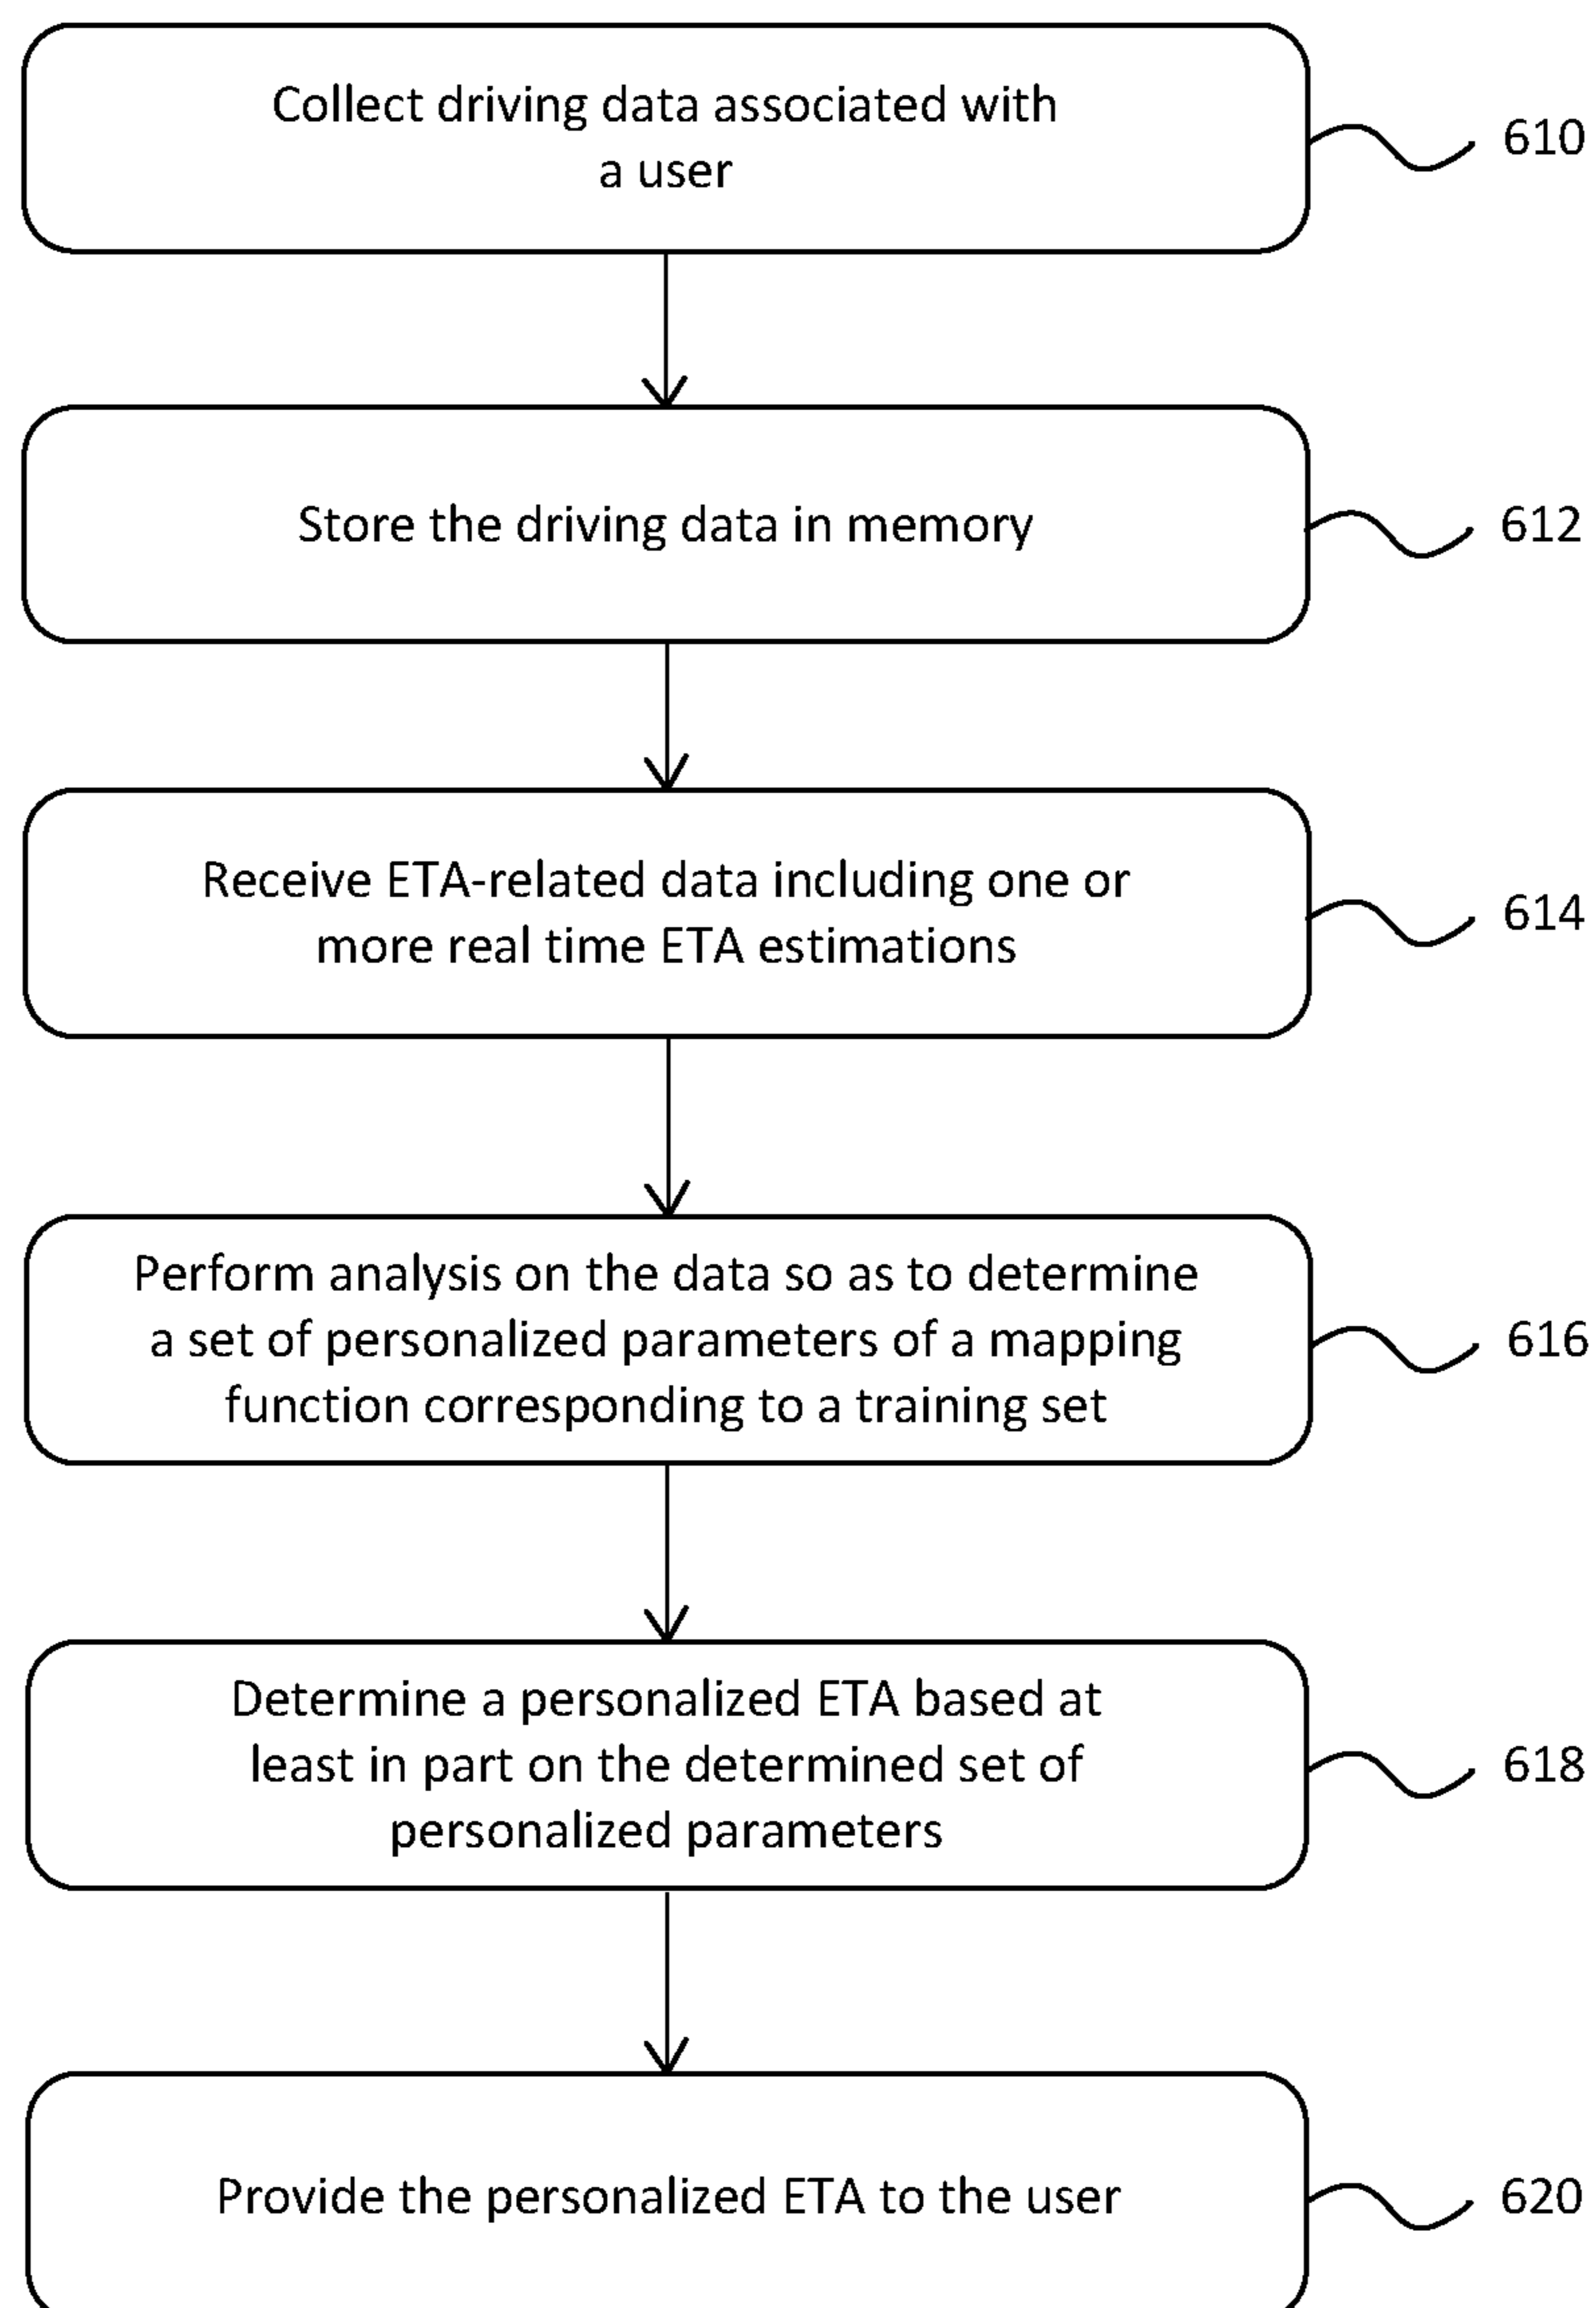 Collect driving data associated with
a user
610
Store the driving data in memory
612
Receive ETA-related data including one or
more real time ETA estimations
614
Perform analysis on the data so as to determine
a set of personalized parameters of a mapping
function corresponding to a training set
616
Determine a personalized ETA based at
least in part on the determined set of
personalized parameters
618
Provide the personalized ETA to the user
620